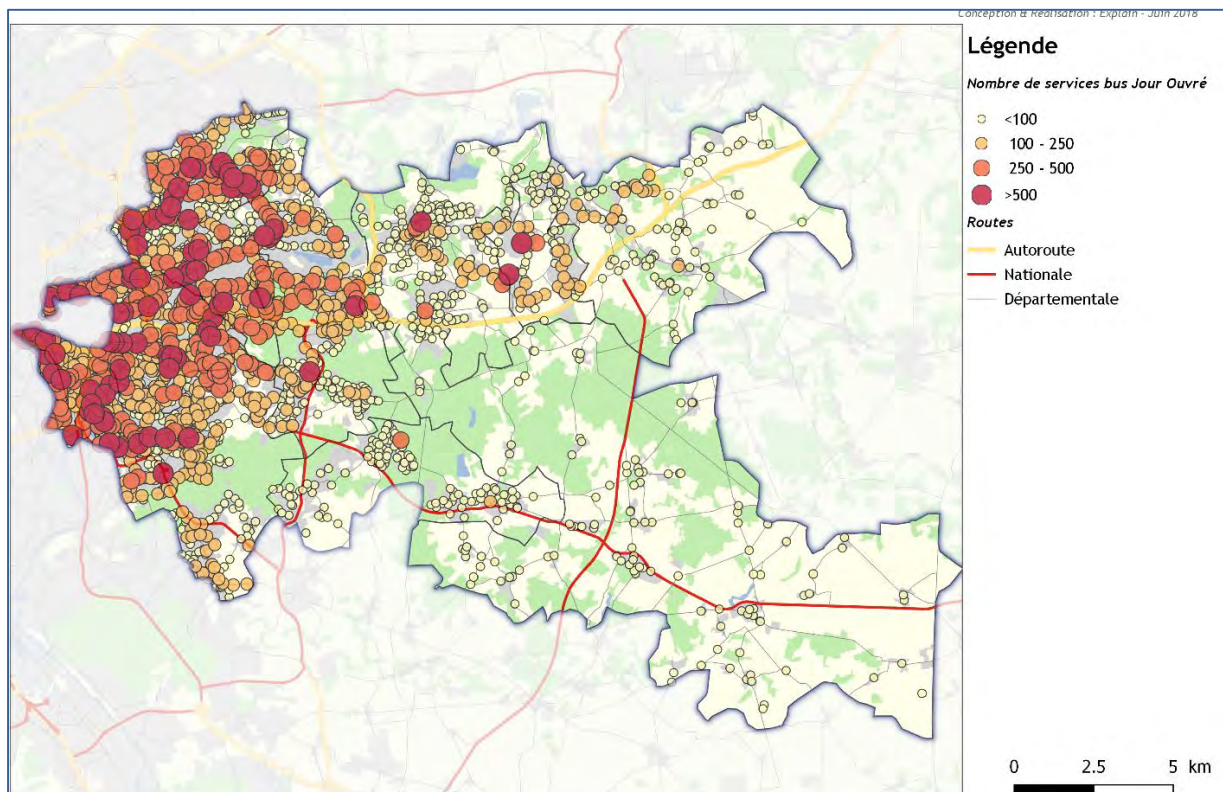 Conception & Réalisation : Explain - Juin 2018
Légende
Nombre de services bus Jour Ouvré
<100
100 - 250
250 - 500
>500
Routes
Autoroute
Nationale
Départementale
0 2.5 5 km